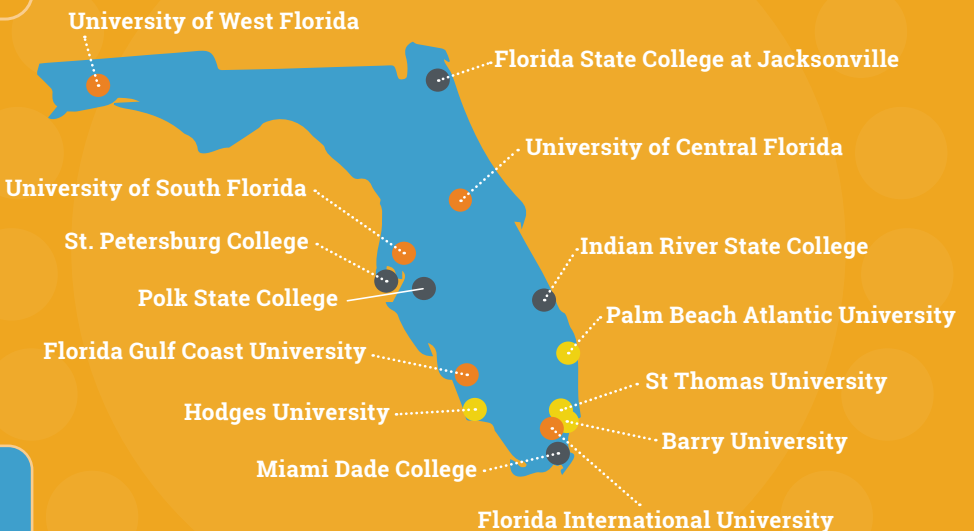 University of West Florida
Florida State College at Jacksonville
University of Central Florida
University of South Florida
St. Petersburg College
Indian River State College
Polk State College
Palm Beach Atlantic University
Florida Gulf Coast University
St Thomas University
Hodges University
Barry University
Miami Dade College
Florida International University